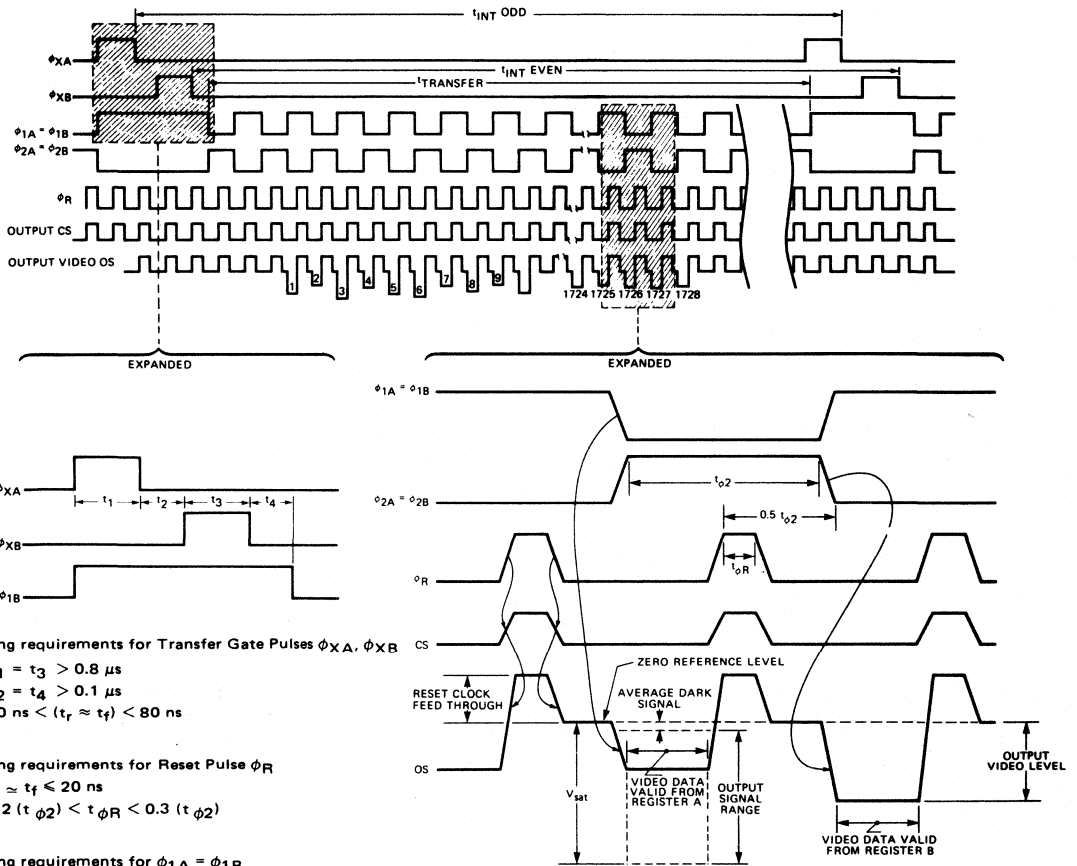 tINT ODD
ϕXA
tINT EVEN
ϕXB
tTRANSFER
ϕ1A = ϕ1B
ϕ2A = ϕ2B
ϕR
OUTPUT CS
OUTPUT VIDEO OS
1 2 3 4 5 6 7 8 9 1724 1725 1726 1727 1728
EXPANDED
EXPANDED
ϕXA
t1 t2 t3 t4
ϕXB
ϕ1B
ng requirements for Transfer Gate Pulses ϕXA, ϕXB
1 = t3 > 0.8 μs
2 = t4 > 0.1 μs
0 ns < (tr ≈ tf) < 80 ns
ng requirements for Reset Pulse ϕR
≃ tf ⩽ 20 ns
2 (t ϕ2) < t ϕR < 0.3 (t ϕ2)
ng requirements for ϕ1A = ϕ1B
ϕ1A = ϕ1B
tϕ2
ϕ2A = ϕ2B
0.5 tϕ2
ϕR
tϕR
CS
ZERO REFERENCE LEVEL
RESET CLOCK
FEED THROUGH
AVERAGE DARK
SIGNAL
OS
Vsat
VIDEO DATA
VALID FROM
REGISTER A
OUTPUT
SIGNAL
RANGE
OUTPUT
VIDEO LEVEL
VIDEO DATA VALID
FROM REGISTER B